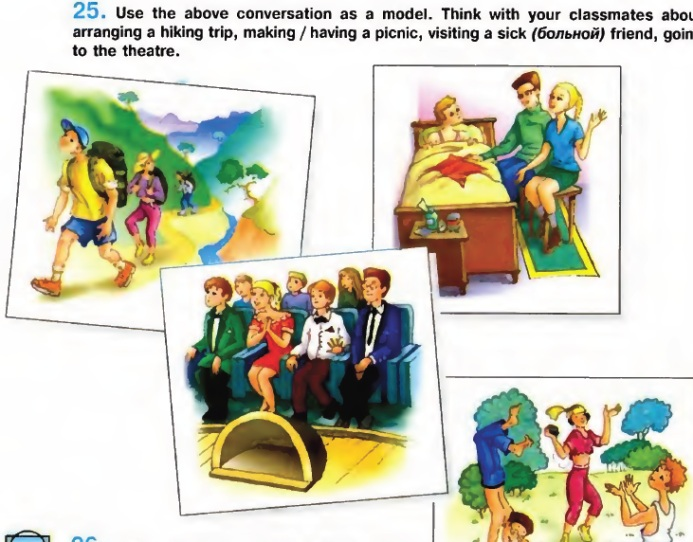 25. Use the above conversation as a model. Think with your classmates abou
arranging a hiking trip, making / having a picnic, visiting a sick (больной) friend, goin
to the theatre.